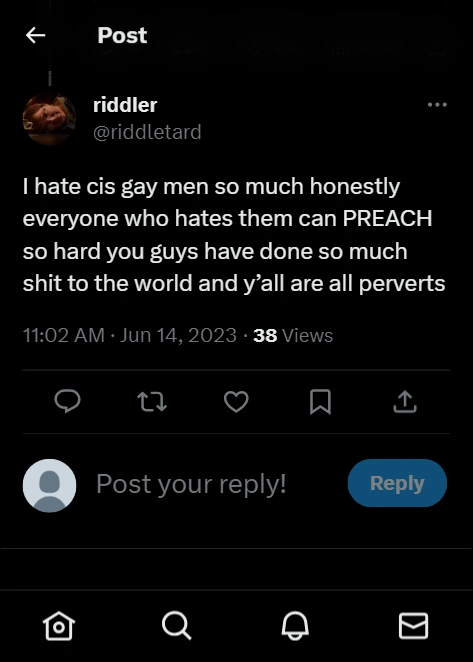 Post
riddler
@riddletard
I hate cis gay men so much honestly
everyone who hates them can PREACH
so hard you guys have done so much
shit to the world and y’all are all perverts
11:02 AM · Jun 14, 2023 · 38 Views
Post your reply!
Reply